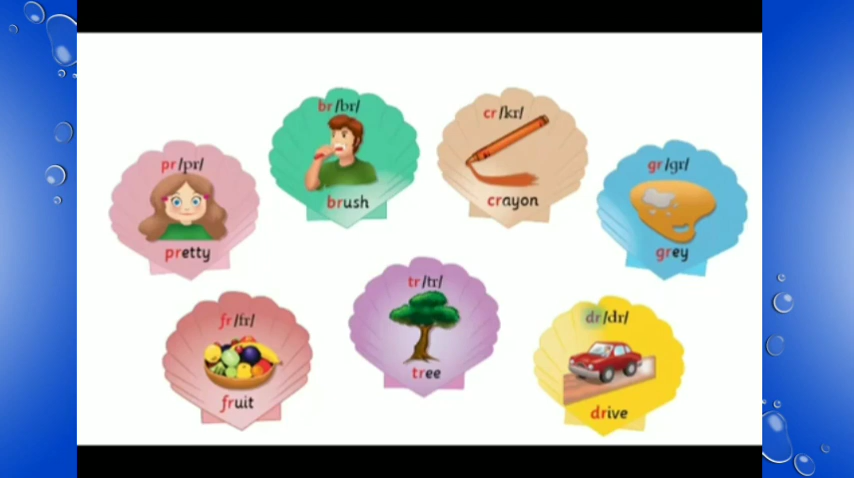 pr /pr/
pretty
br /br/
brush
cr /kr/
crayon
gr /gr/
grey
fr /fr/
fruit
tr /tr/
tree
dr /dr/
drive